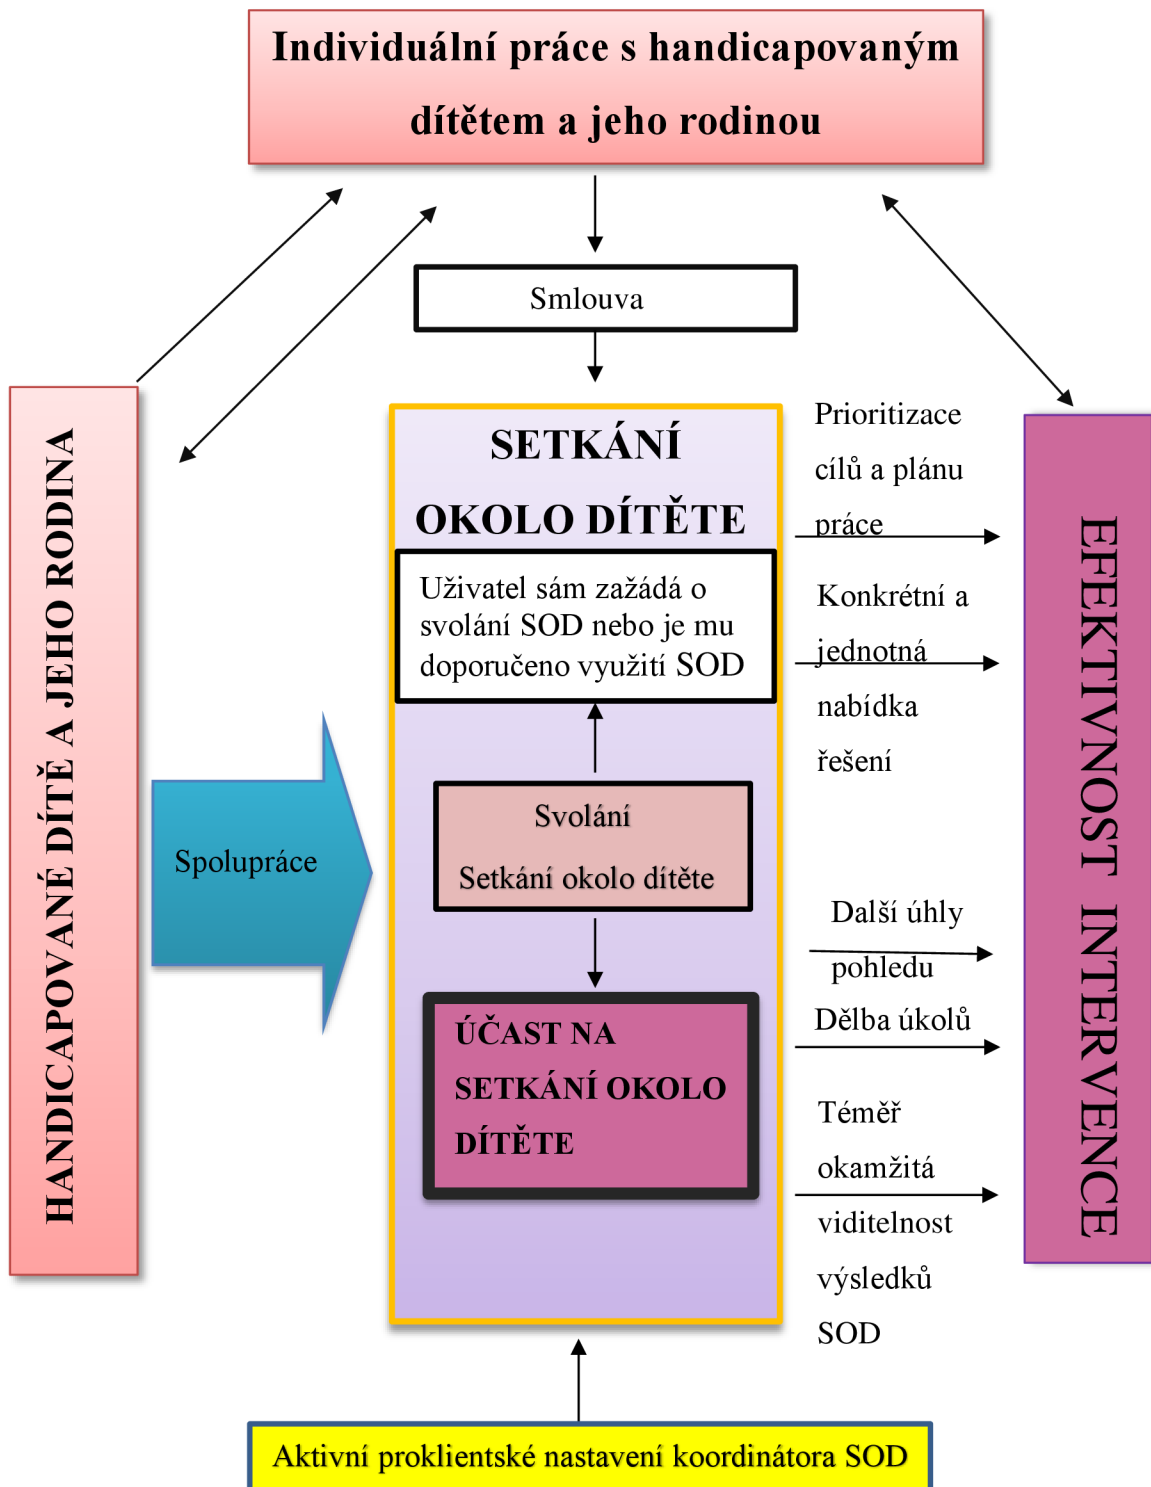 Individuální práce s handicapovaným
dítětem a jeho rodinou
Smlouva
HANDICAPOVANÉ DÍTĚ A JEHO RODINA
Spolupráce
SETKÁNÍ
OKOLO DÍTĚTE
Uživatel sám zažádá o
svolání SOD nebo je mu
doporučeno využití SOD
Svolání
Setkání okolo dítěte
ÚČAST NA
SETKÁNÍ OKOLO
DÍTĚTE
Prioritizace
cílů a plánu
práce
Konkrétní a
jednotná
nabídka
řešení
Další úhly
pohledu
Dělba úkolů
Téměř
okamžitá
viditelnost
výsledků
SOD
EFEKTIVNOST INTERVENCE
Aktivní proklientské nastavení koordinátora SOD